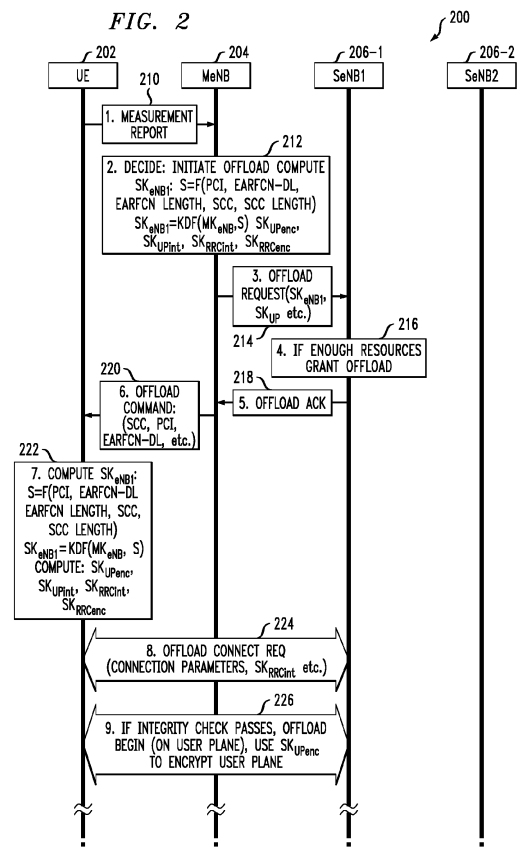 FIG. 2
200
202
204
206-1
206-2
UE
MeNB
SeNB1
SeNB2
210
1. MEASUREMENT
REPORT
212
2. DECIDE: INITIATE OFFLOAD COMPUTE
SKeNB1: S=F(PCI, EARFCN-DL,
EARFCN LENGTH, SCC, SCC LENGTH)
SKeNB1=KDF(MKeNB,S) SKUPenc,
SKUPint, SKRRCint, SKRRCenc
3. OFFLOAD
REQUEST(SKeNB1,
SKUP etc.)
214
216
4. IF ENOUGH RESOURCES
GRANT OFFLOAD
218
5. OFFLOAD ACK
220
6. OFFLOAD
COMMAND:
(SCC, PCI,
EARFCN-DL, etc.)
222
7. COMPUTE SKeNB1:
S=F(PCI, EARFCN-DL
EARFCN LENGTH, SCC,
SCC LENGTH)
SKeNB1=KDF(MKeNB, S)
COMPUTE: SKUPenc,
SKUPint, SKRRCint,
SKRRCenc
224
8. OFFLOAD CONNECT REQ
(CONNECTION PARAMETERS, SKRRCint etc.)
226
9. IF INTEGRITY CHECK PASSES, OFFLOAD
BEGIN (ON USER PLANE), USE SKUPenc
TO ENCRYPT USER PLANE